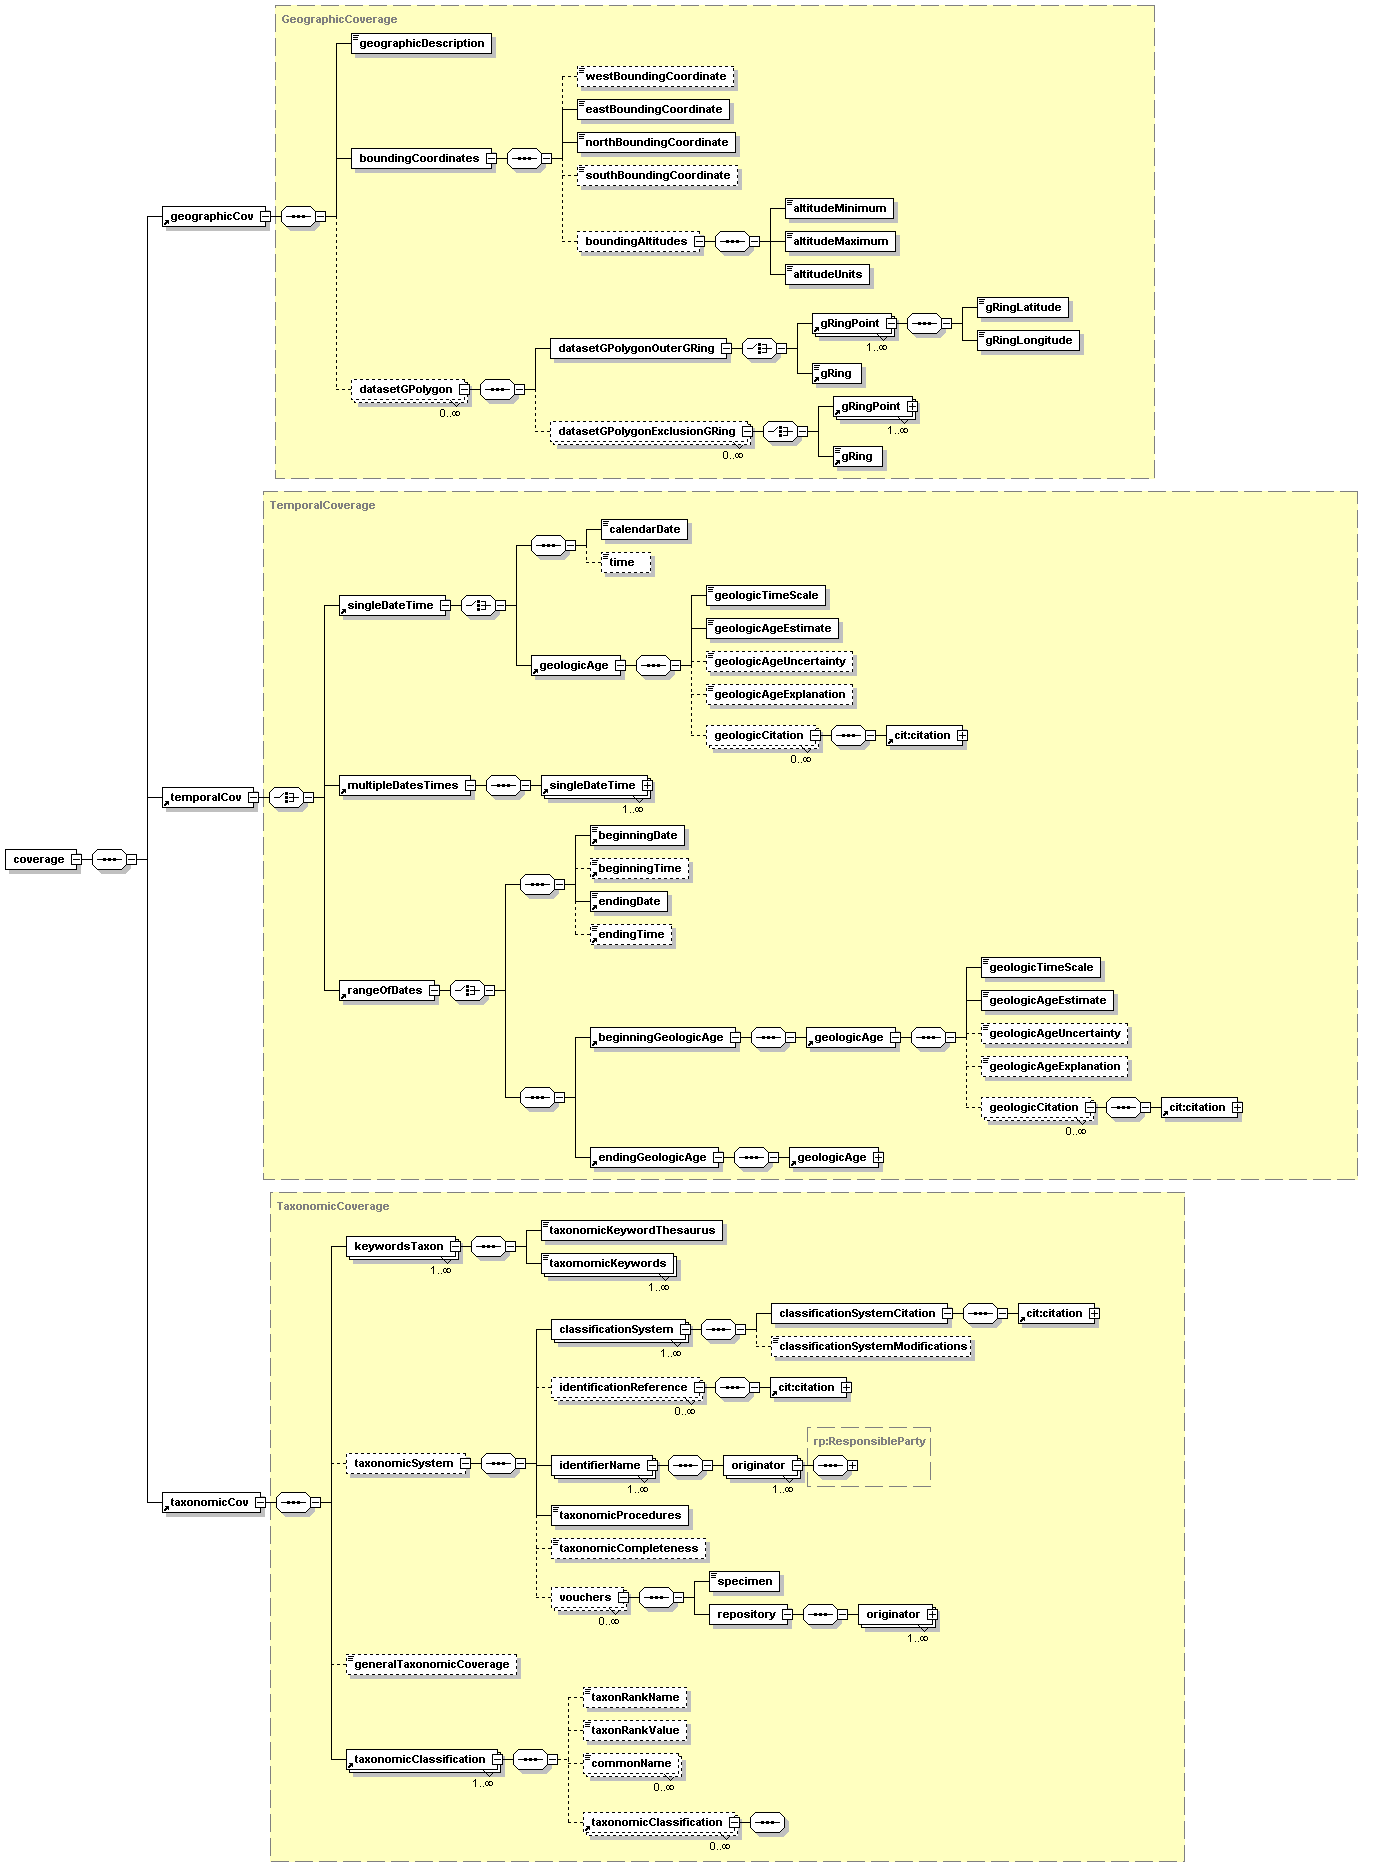 GeographicCoverage
geographicDescription
westBoundingCoordinate
eastBoundingCoordinate
northBoundingCoordinate
boundingCoordinates
southBoundingCoordinate
altitudeMinimum
geographicCov
boundingAltitudes
altitudeMaximum
altitudeUnits
gRingLatitude
gRingPoint
1..∞
gRingLongitude
datasetGPolygonOuterGRing
gRing
datasetGPolygon
0..∞
gRingPoint
1..∞
datasetGPolygonExclusionGRing
0..∞
gRing
TemporalCoverage
calendarDate
time
singleDateTime
geologicTimeScale
geologicAgeEstimate
geologicAge
geologicAgeUncertainty
geologicAgeExplanation
geologicCitation
0..∞
cit:citation
multipleDatesTimes
singleDateTime
1..∞
temporalCov
coverage
beginningDate
beginningTime
endingDate
endingTime
rangeOfDates
geologicTimeScale
geologicAgeEstimate
beginningGeologicAge
geologicAge
geologicAgeUncertainty
geologicAgeExplanation
geologicCitation
0..∞
cit:citation
endingGeologicAge
geologicAge
TaxonomicCoverage
keywordsTaxon
1..∞
taxonomicKeywordThesaurus
taxomomicKeywords
1..∞
classificationSystem
1..∞
classificationSystemCitation
cit:citation
classificationSystemModifications
identificationReference
0..∞
cit:citation
rp:ResponsibleParty
taxonomicSystem
identifierName
1..∞
originator
1..∞
taxonomicCov
taxonomicProcedures
taxonomicCompleteness
vouchers
0..∞
specimen
repository
originator
1..∞
generalTaxonomicCoverage
taxonRankName
taxonRankValue
taxonomicClassification
1..∞
commonName
0..∞
taxonomicClassification
0..∞